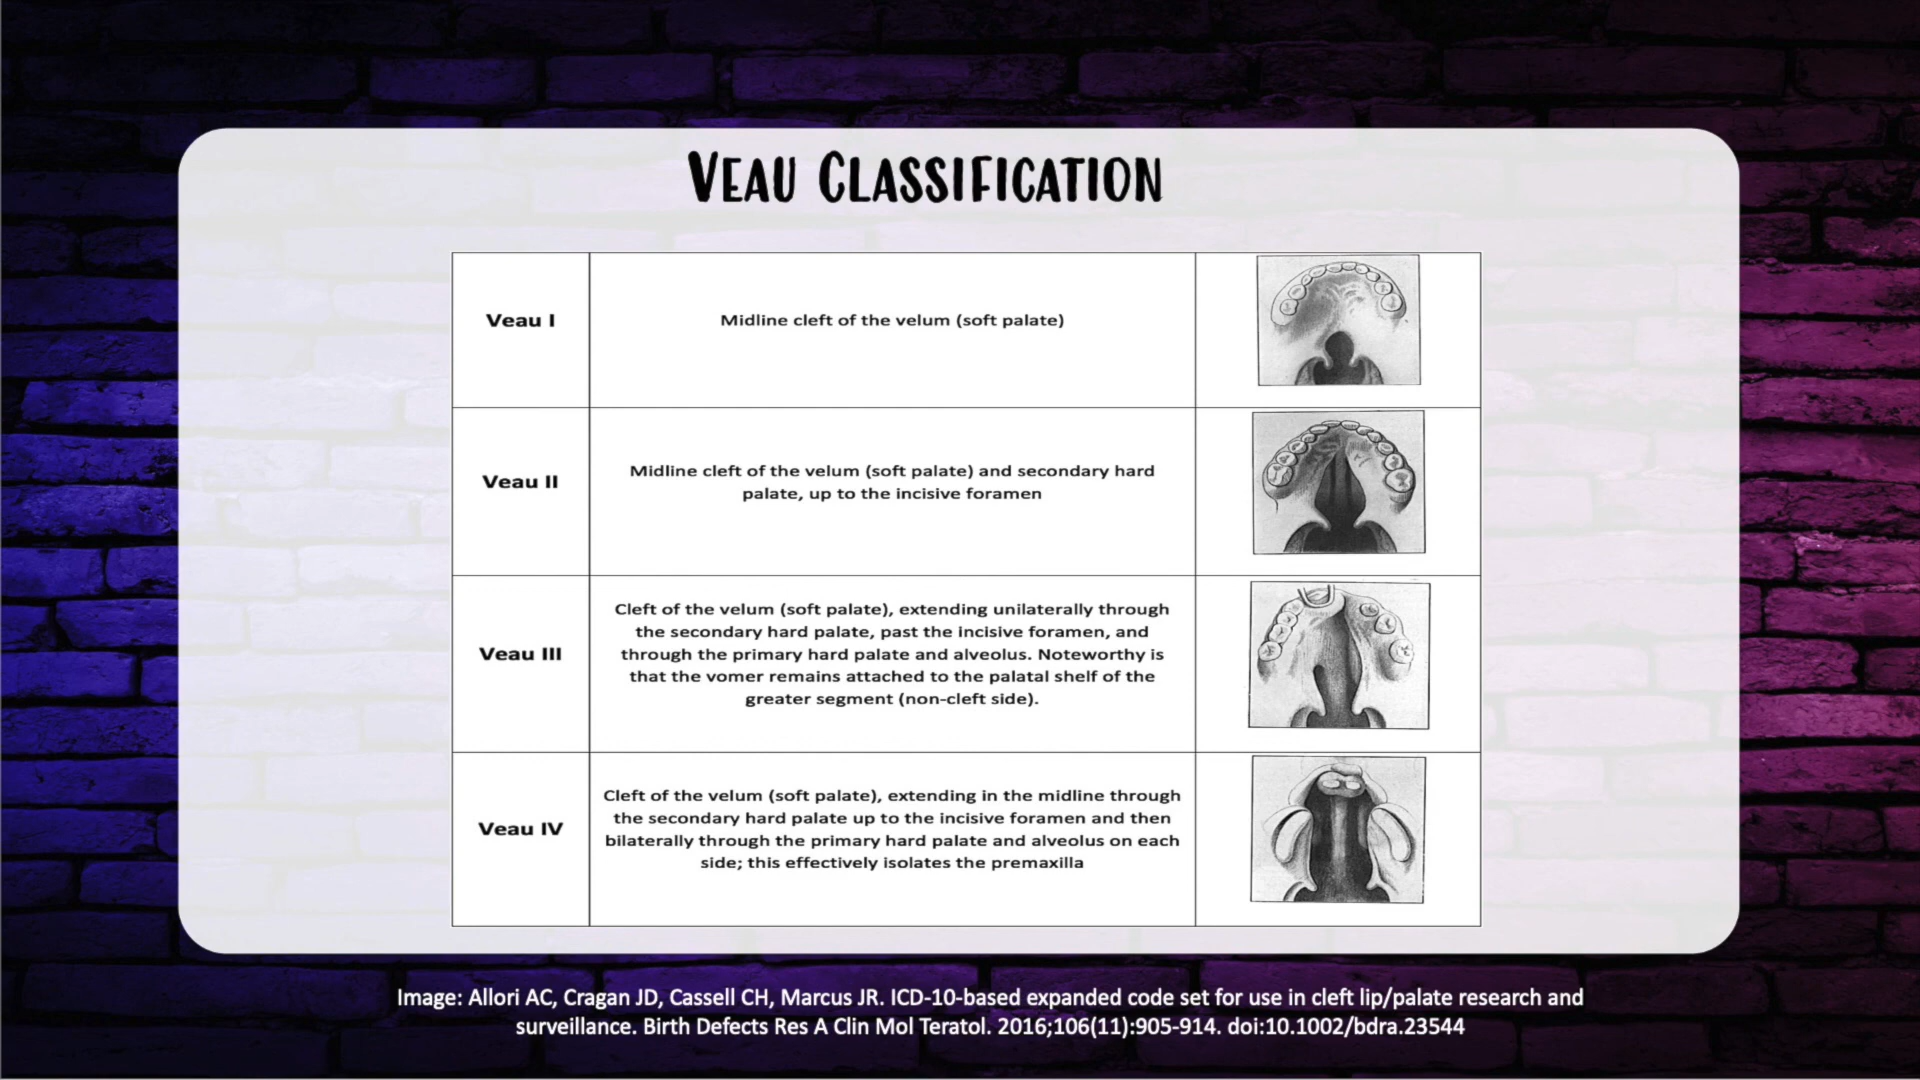 VEAU CLASSIFICATION
Veau I
Midline cleft of the velum (soft palate)
Veau II
Midline cleft of the velum (soft palate) and secondary hard
palate, up to the incisive foramen
Veau III
Cleft of the velum (soft palate), extending unilaterally through
the secondary hard palate, past the incisive foramen, and
through the primary hard palate and alveolus. Noteworthy is
that the vomer remains attached to the palatal shelf of the
greater segment (non-cleft side).
Veau IV
Cleft of the velum (soft palate), extending in the midline through
the secondary hard palate up to the incisive foramen and then
bilaterally through the primary hard palate and alveolus on each
side; this effectively isolates the premaxilla
Image: Allori AC, Cragan JD, Cassell CH, Marcus JR. ICD-10-based expanded code set for use in cleft lip/palate research and
surveillance. Birth Defects Res A Clin Mol Teratol. 2016;106(11):905-914. doi:10.1002/bdra.23544